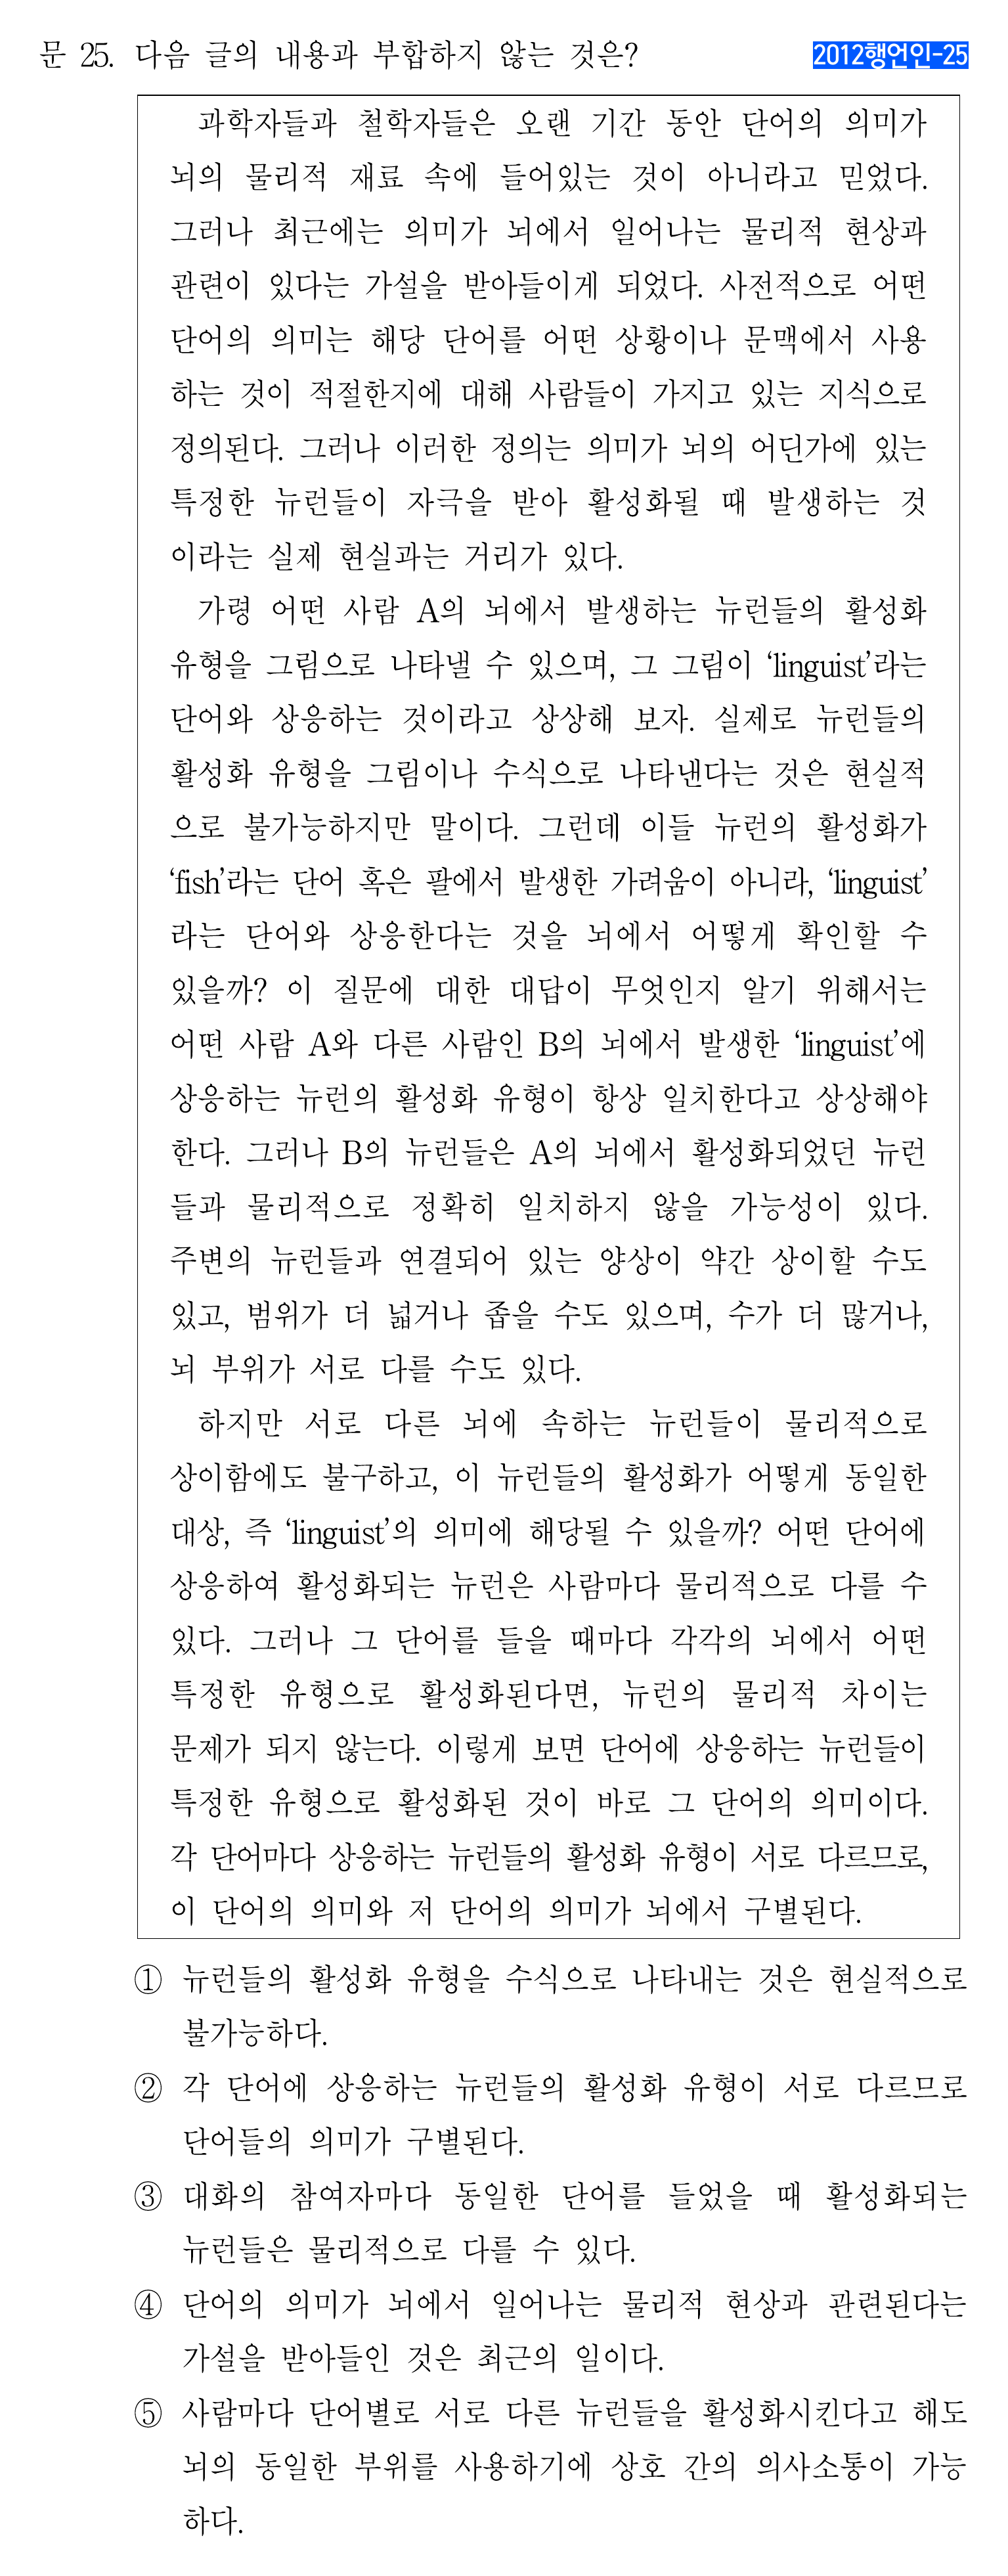 문 25. 다음 글의 내용과 부합하지 않는 것은? 2012행언인-25
과학자들과 철학자들은 오랜 기간 동안 단어의 의미가
뇌의 물리적 재료 속에 들어있는 것이 아니라고 믿었다.
그러나 최근에는 의미가 뇌에서 일어나는 물리적 현상과
관련이 있다는 가설을 받아들이게 되었다. 사전적으로 어떤
단어의 의미는 해당 단어를 어떤 상황이나 문맥에서 사용
하는 것이 적절한지에 대해 사람들이 가지고 있는 지식으로
정의된다. 그러나 이러한 정의는 의미가 뇌의 어딘가에 있는
특정한 뉴런들이 자극을 받아 활성화될 때 발생하는 것
이라는 실제 현실과는 거리가 있다.
가령 어떤 사람 A의 뇌에서 발생하는 뉴런들의 활성화
유형을 그림으로 나타낼 수 있으며, 그 그림이 ‘linguist’라는
단어와 상응하는 것이라고 상상해 보자. 실제로 뉴런들의
활성화 유형을 그림이나 수식으로 나타낸다는 것은 현실적
으로 불가능하지만 말이다. 그런데 이들 뉴런의 활성화가
‘fish’라는 단어 혹은 팔에서 발생한 가려움이 아니라, ‘linguist’
라는 단어와 상응한다는 것을 뇌에서 어떻게 확인할 수
있을까? 이 질문에 대한 대답이 무엇인지 알기 위해서는
어떤 사람 A와 다른 사람인 B의 뇌에서 발생한 ‘linguist’에
상응하는 뉴런의 활성화 유형이 항상 일치한다고 상상해야
한다. 그러나 B의 뉴런들은 A의 뇌에서 활성화되었던 뉴런
들과 물리적으로 정확히 일치하지 않을 가능성이 있다.
주변의 뉴런들과 연결되어 있는 양상이 약간 상이할 수도
있고, 범위가 더 넓거나 좁을 수도 있으며, 수가 더 많거나,
뇌 부위가 서로 다를 수도 있다.
하지만 서로 다른 뇌에 속하는 뉴런들이 물리적으로
상이함에도 불구하고, 이 뉴런들의 활성화가 어떻게 동일한
대상, 즉 ‘linguist’의 의미에 해당될 수 있을까? 어떤 단어에
상응하여 활성화되는 뉴런은 사람마다 물리적으로 다를 수
있다. 그러나 그 단어를 들을 때마다 각각의 뇌에서 어떤
특정한 유형으로 활성화된다면, 뉴런의 물리적 차이는
문제가 되지 않는다. 이렇게 보면 단어에 상응하는 뉴런들이
특정한 유형으로 활성화된 것이 바로 그 단어의 의미이다.
각 단어마다 상응하는 뉴런들의 활성화 유형이 서로 다르므로,
이 단어의 의미와 저 단어의 의미가 뇌에서 구별된다.
① 뉴런들의 활성화 유형을 수식으로 나타내는 것은 현실적으로
불가능하다.
② 각 단어에 상응하는 뉴런들의 활성화 유형이 서로 다르므로
단어들의 의미가 구별된다.
③ 대화의 참여자마다 동일한 단어를 들었을 때 활성화되는
뉴런들은 물리적으로 다를 수 있다.
④ 단어의 의미가 뇌에서 일어나는 물리적 현상과 관련된다는
가설을 받아들인 것은 최근의 일이다.
⑤ 사람마다 단어별로 서로 다른 뉴런들을 활성화시킨다고 해도
뇌의 동일한 부위를 사용하기에 상호 간의 의사소통이 가능
하다.